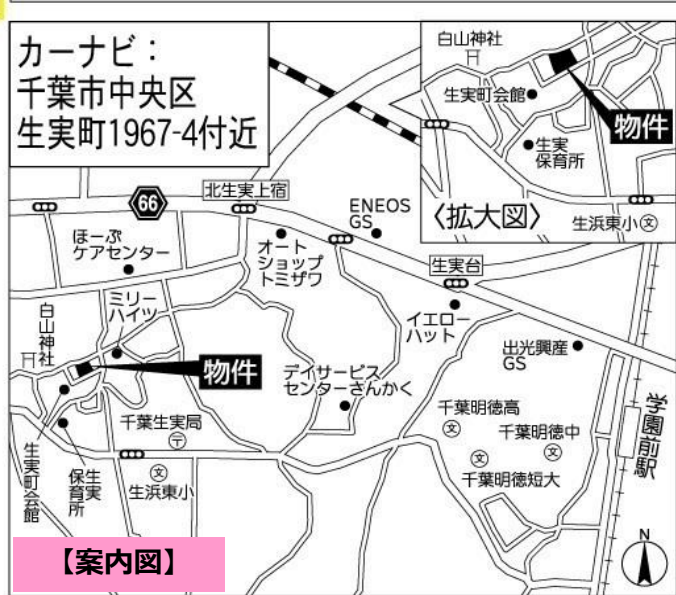 カーナビ：
千葉市中央区
生実町1967-4付近
白山神社
生実町会館
生実
保育所
物件
〈拡大図〉
生浜東小
文
66
北生実上宿
ENEOS
GS
ほーぷ
ケアセンター
オート
ショップ
トミザワ
生実台
ミリー
ハイツ
白山神社
イエロー
ハット
物件
デイサービス
センターさんかく
出光興産
GS
千葉明徳高
文
千葉明徳中
文
千葉明徳短大
文
学園前駅
千葉生実局
〒
生浜東小
文
生実町会館
生実
保育所
N
【案内図】